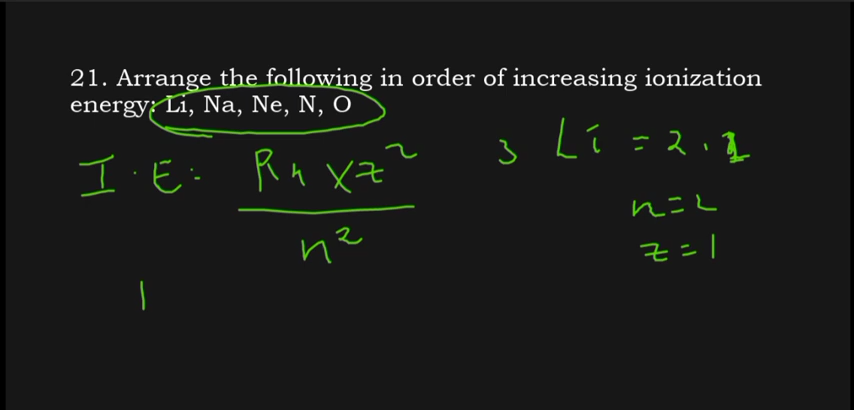 21. Arrange the following in order of increasing ionization
energy: Li, Na, Ne, N, O
I.E = RH x z²
n²
3 Li = 2.1
n=2
z=1